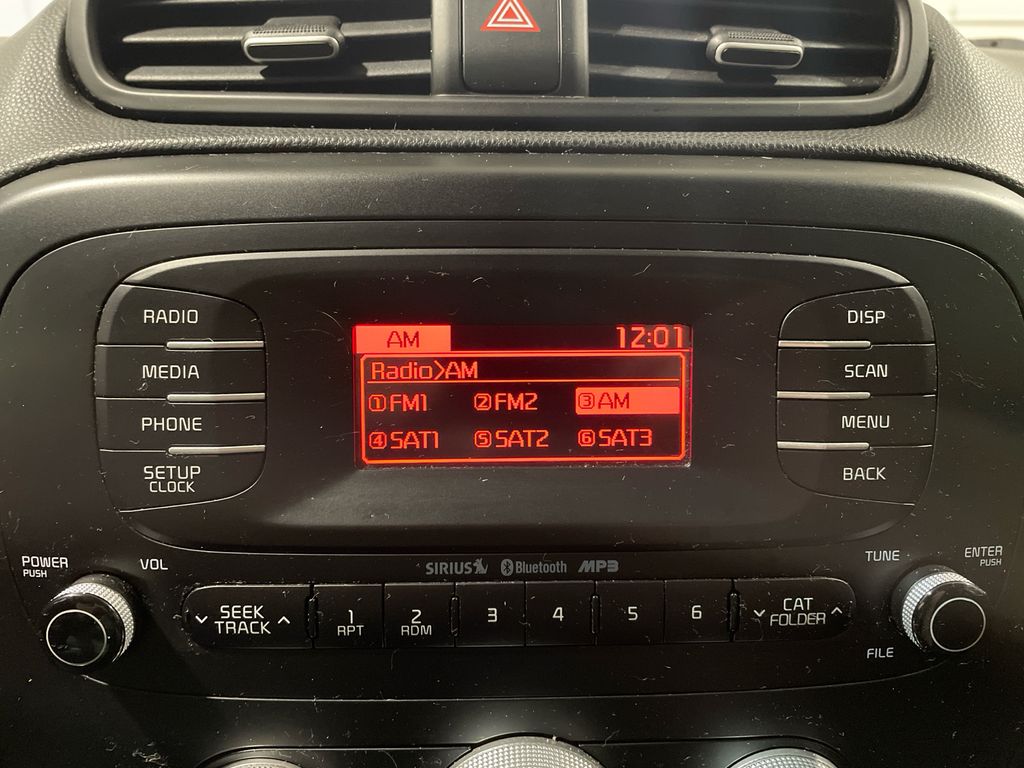 RADIO
MEDIA
PHONE
SETUP
CLOCK
AM 12:01
Radio>AM
1FM1 2FM2 3AM
4SAT1 5SAT2 6SAT3
DISP
SCAN
MENU
BACK
POWER
PUSH
VOL
SIRIUS Bluetooth MP3
TUNE
ENTER
PUSH
SEEK
TRACK
1
RPT
2
RDM
3
4
5
6
CAT
FOLDER
FILE